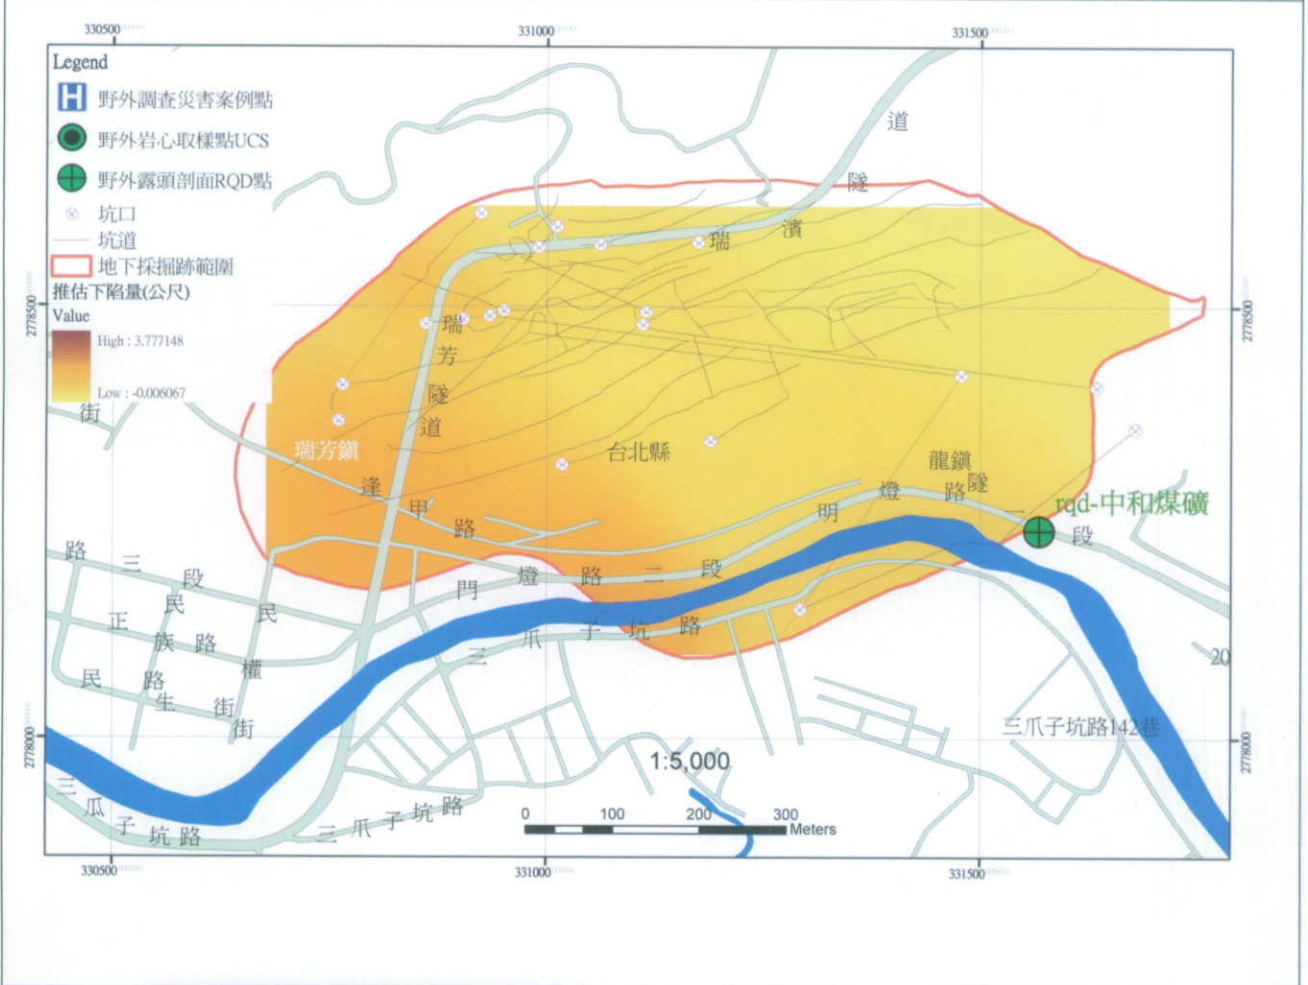 330500
331000
331500
Legend
野外調查災害案例點
野外岩心取樣點UCS
野外露頭剖面RQD點
坑口
坑道
地下採掘跡範圍
推估下陷量(公尺)
Value
High : 3.777148
Low : -0.006067
2778500
2778500
道
隧
濱
瑞
瑞
芳
隧
道
街
瑞芳鎮
台北縣
龍鎮
隧
逢
甲
路
明
燈
路
一
段
rqd-中和煤礦
路
三
段
民
民
正
族
路
權
民
路
生
街
街
門
燈
路
二
段
三
爪
子
坑
路
20
三爪子坑路142巷
2778000
2778000
1:5,000
0
100
200
300
Meters
三
瓜
子
坑
路
三
爪
子
坑
路
330500
331000
331500